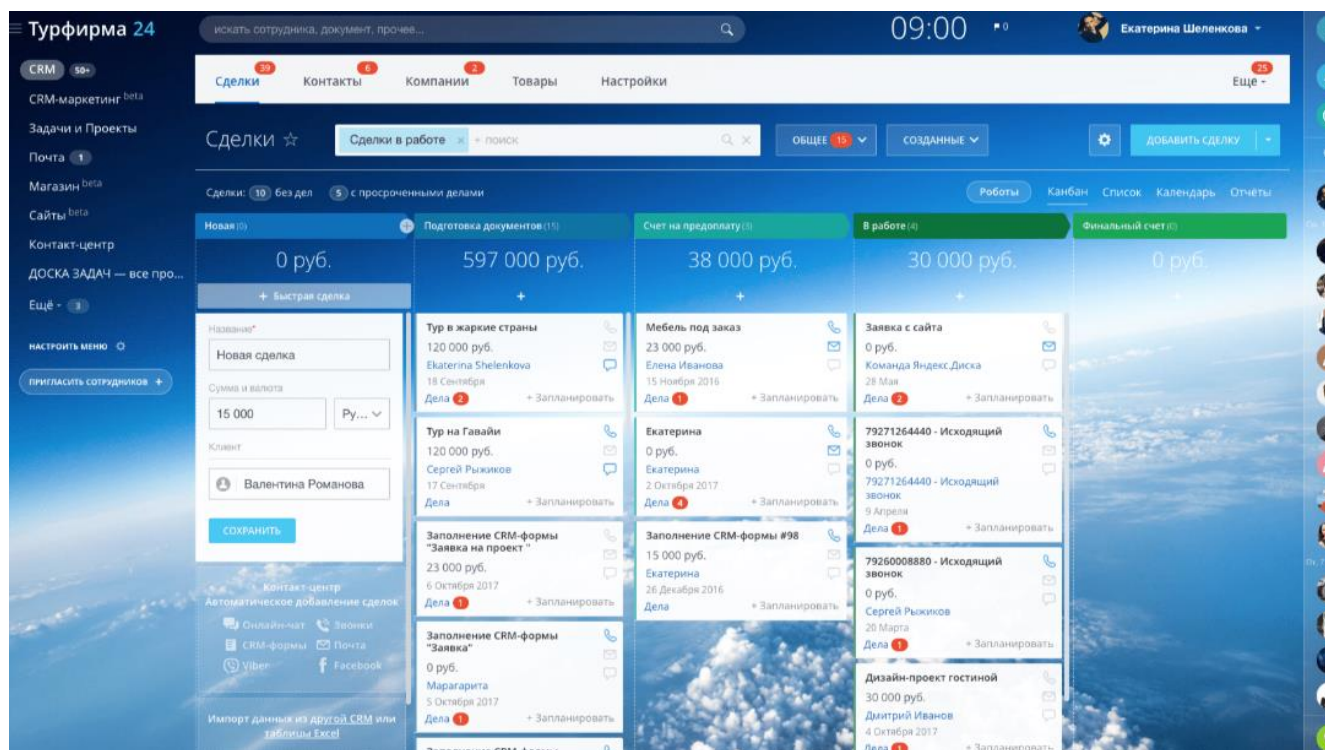 Турфирма 24
искать сотрудника, документ, прочее...
09:00
0
Екатерина Шеленкова
CRM 50+
CRM-маркетинг beta
Задачи и Проекты
Почта 1
Магазин beta
Сайты beta
Контакт-центр
ДОСКА ЗАДАЧ — все про...
Ещё - 3
НАСТРОИТЬ МЕНЮ
ПРИГЛАСИТЬ СОТРУДНИКОВ +
Сделки 39 Контакты 6 Компании 2 Товары Настройки Еще - 25
Сделки
Сделки в работе × + поиск
ОБЩЕЕ 15
СОЗДАННЫЕ
ДОБАВИТЬ СДЕЛКУ
Сделки: 10 без дел 5 с просроченными делами
Роботы Канбан Список Календарь Отчеты
Новая (0)
0 руб.
+ Быстрая сделка
Название*
Новая сделка
Сумма и валюта
15 000 Ру...
Клиент
Валентина Романова
СОХРАНИТЬ
Контакт-центр
Автоматическое добавление сделок
Онлайн-чат Звонки
CRM-формы Почта
Viber Facebook
Импорт данных из другой CRM или
таблицы Excel
Подготовка документов (15)
597 000 руб.
+
Тур в жаркие страны
120 000 руб.
Ekaterina Shelenkova
18 Сентября
Дела 2 + Запланировать
Тур на Гавайи
120 000 руб.
Сергей Рыжиков
17 Сентября
Дела + Запланировать
Заполнение CRM-формы
"Заявка на проект "
23 000 руб.
6 Октября 2017
Дела 1 + Запланировать
Заполнение CRM-формы
"Заявка"
0 руб.
Марагарита
5 Октября 2017
Дела 1 + Запланировать
Заполнение CRM-формы
Счет на предоплату (3)
38 000 руб.
+
Мебель под заказ
23 000 руб.
Елена Иванова
15 Ноября 2016
Дела 1 + Запланировать
Екатерина
0 руб.
Екатерина
2 Октября 2017
Дела 4 + Запланировать
Заполнение CRM-формы #98
15 000 руб.
Екатерина
26 Декабря 2016
Дела + Запланировать
В работе (4)
30 000 руб.
+
Заявка с сайта
0 руб.
Команда Яндекс.Диска
28 Мая
Дела 2 + Запланировать
79271264440 - Исходящий
звонок
0 руб.
79271264440 - Исходящий
звонок
9 Апреля
Дела 1 + Запланировать
79260008880 - Исходящий
звонок
0 руб.
Сергей Рыжиков
20 Марта
Дела 1 + Запланировать
Дизайн-проект гостиной
30 000 руб.
Дмитрий Иванов
4 Октября 2017
Дела 1 + Запланировать
Финальный счет (0)
0 руб.